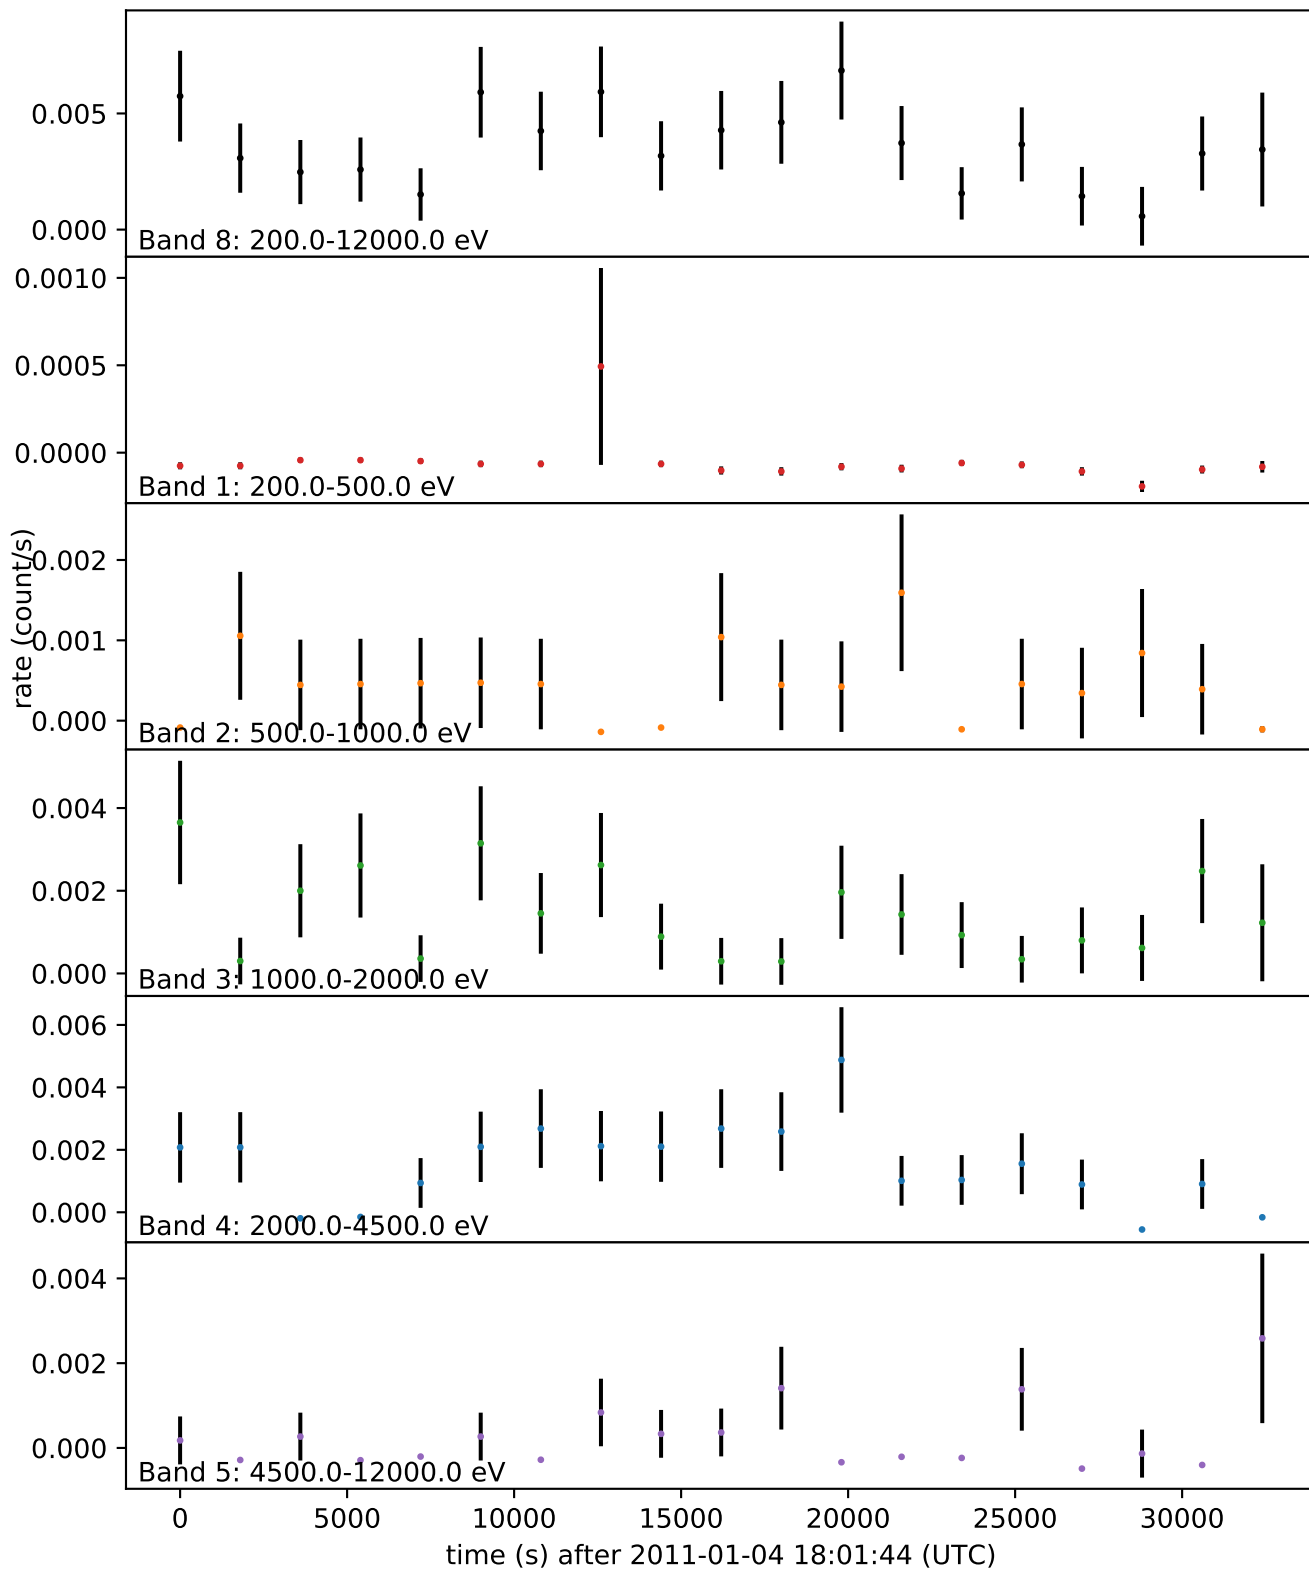 0.005
0.000
Band 8: 200.0-12000.0 eV
0.0010
0.0005
0.0000
Band 1: 200.0-500.0 eV
rate (count/s)
0.002
0.001
0.000
Band 2: 500.0-1000.0 eV
0.004
0.002
0.000
Band 3: 1000.0-2000.0 eV
0.006
0.004
0.002
0.000
Band 4: 2000.0-4500.0 eV
0.004
0.002
0.000
Band 5: 4500.0-12000.0 eV
0 5000 10000 15000 20000 25000 30000
time (s) after 2011-01-04 18:01:44 (UTC)